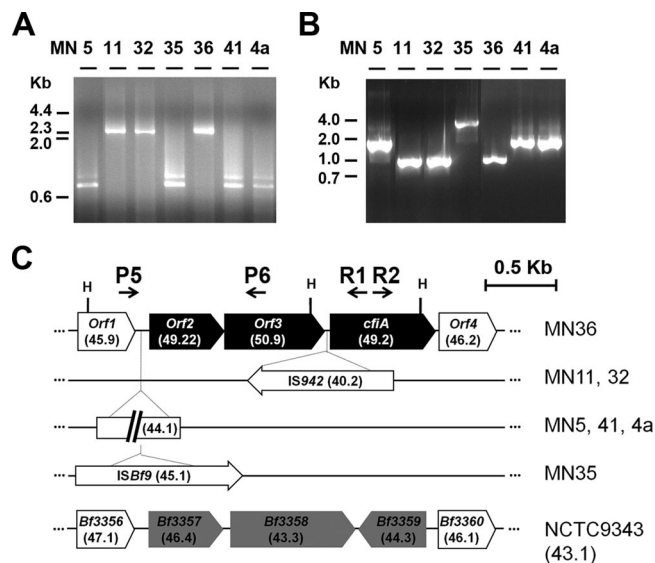 A
MN 5 11 32 35 36 41 4a
Kb
4.4
2.3
2.0
0.6
B
MN 5 11 32 35 36 41 4a
4.0
2.0
1.0
0.7
Kb
C
0.5 Kb
P5 P6 R1 R2
H H H
... Orf1 (45.9) Orf2 (49.22) Orf3 (50.9) cfiA (49.2) Orf4 (46.2) ... MN36
... IS942 (40.2) ... MN11, 32
... (44.1) ... MN5, 41, 4a
... ISBf9 (45.1) ... MN35
... Bf3356 (47.1) Bf3357 (46.4) Bf3358 (43.3) Bf3359 (44.3) Bf3360 (46.1) ... NCTC9343 (43.1)